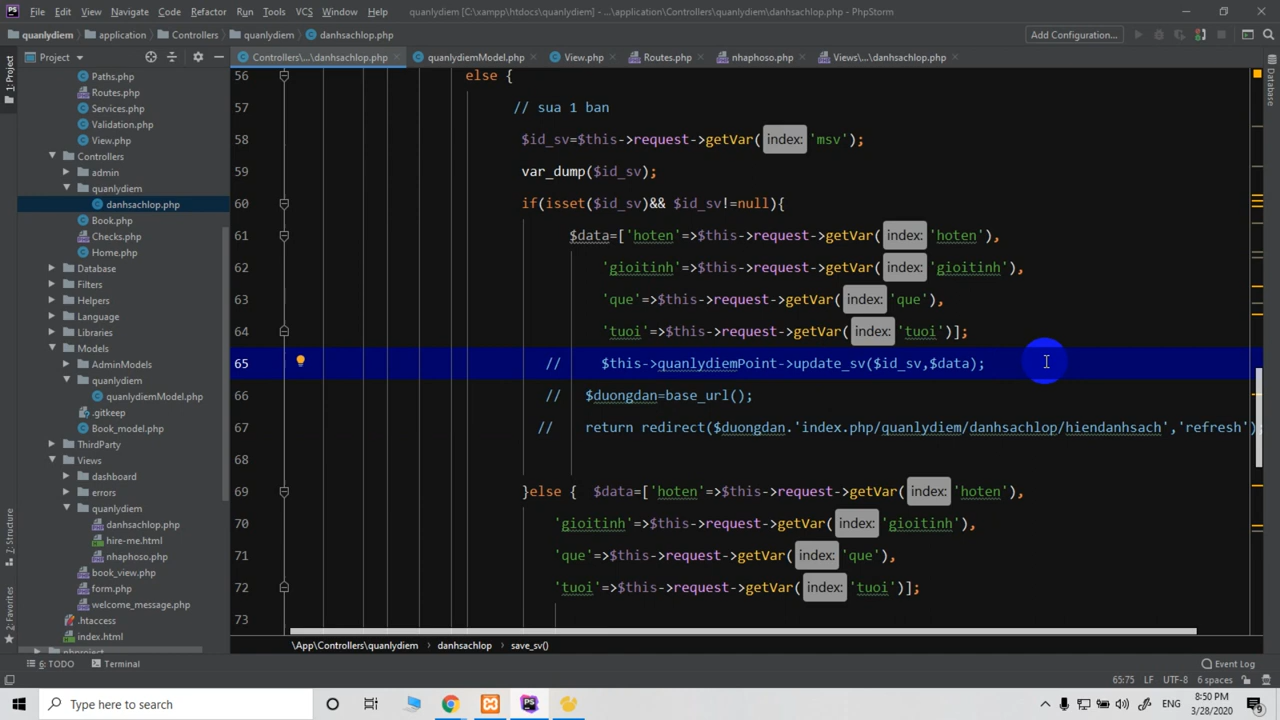 File Edit View Navigate Code Refactor Run Tools VCS Window Help quanlydiem [C:\xampp\htdocs\quanlydiem] - ...\application\Controllers\quanlydiem\danhsachlop.php - PhpStorm
quanlydiem application Controllers quanlydiem danhsachlop.php Add Configuration...
Project Controllers\...\danhsachlop.php quanlydiemModel.php View.php Routes.php nhaphoso.php Views\...\danhsachlop.php
1: Project
Z: Structure
2: Favorites
Database
Paths.php
Routes.php
Services.php
Validation.php
View.php
Controllers
admin
quanlydiem
danhsachlop.php
Book.php
Checks.php
Home.php
Database
Filters
Helpers
Language
Libraries
Models
AdminModels
quanlydiem
quanlydiemModel.php
.gitkeep
Book_model.php
ThirdParty
Views
dashboard
errors
quanlydiem
danhsachlop.php
hire-me.html
nhaphoso.php
book_view.php
form.php
welcome_message.php
.htaccess
index.html
phproject
56 else {
57 // sua 1 ban
58 $id_sv=$this->request->getVar( index: 'msv');
59 var_dump($id_sv);
60 if(isset($id_sv)&& $id_sv!=null){
61 $data=['hoten'=>$this->request->getVar( index: 'hoten'),
62 'gioitinh'=>$this->request->getVar( index: 'gioitinh'),
63 'que'=>$this->request->getVar( index: 'que'),
64 'tuoi'=>$this->request->getVar( index: 'tuoi')];
65 // $this->quanlydiemPoint->update_sv($id_sv,$data);
66 // $duongdan=base_url();
67 // return redirect($duongdan.'index.php/quanlydiem/danhsachlop/hiendanhsach','refresh');
68
69 }else { $data=['hoten'=>$this->request->getVar( index: 'hoten'),
70 'gioitinh'=>$this->request->getVar( index: 'gioitinh'),
71 'que'=>$this->request->getVar( index: 'que'),
72 'tuoi'=>$this->request->getVar( index: 'tuoi')];
73
\App\Controllers\quanlydiem danhsachlop save_sv()
6: TODO Terminal Event Log
65:75 LF UTF-8 6 spaces
Type here to search ENG 8:50 PM
3/28/2020